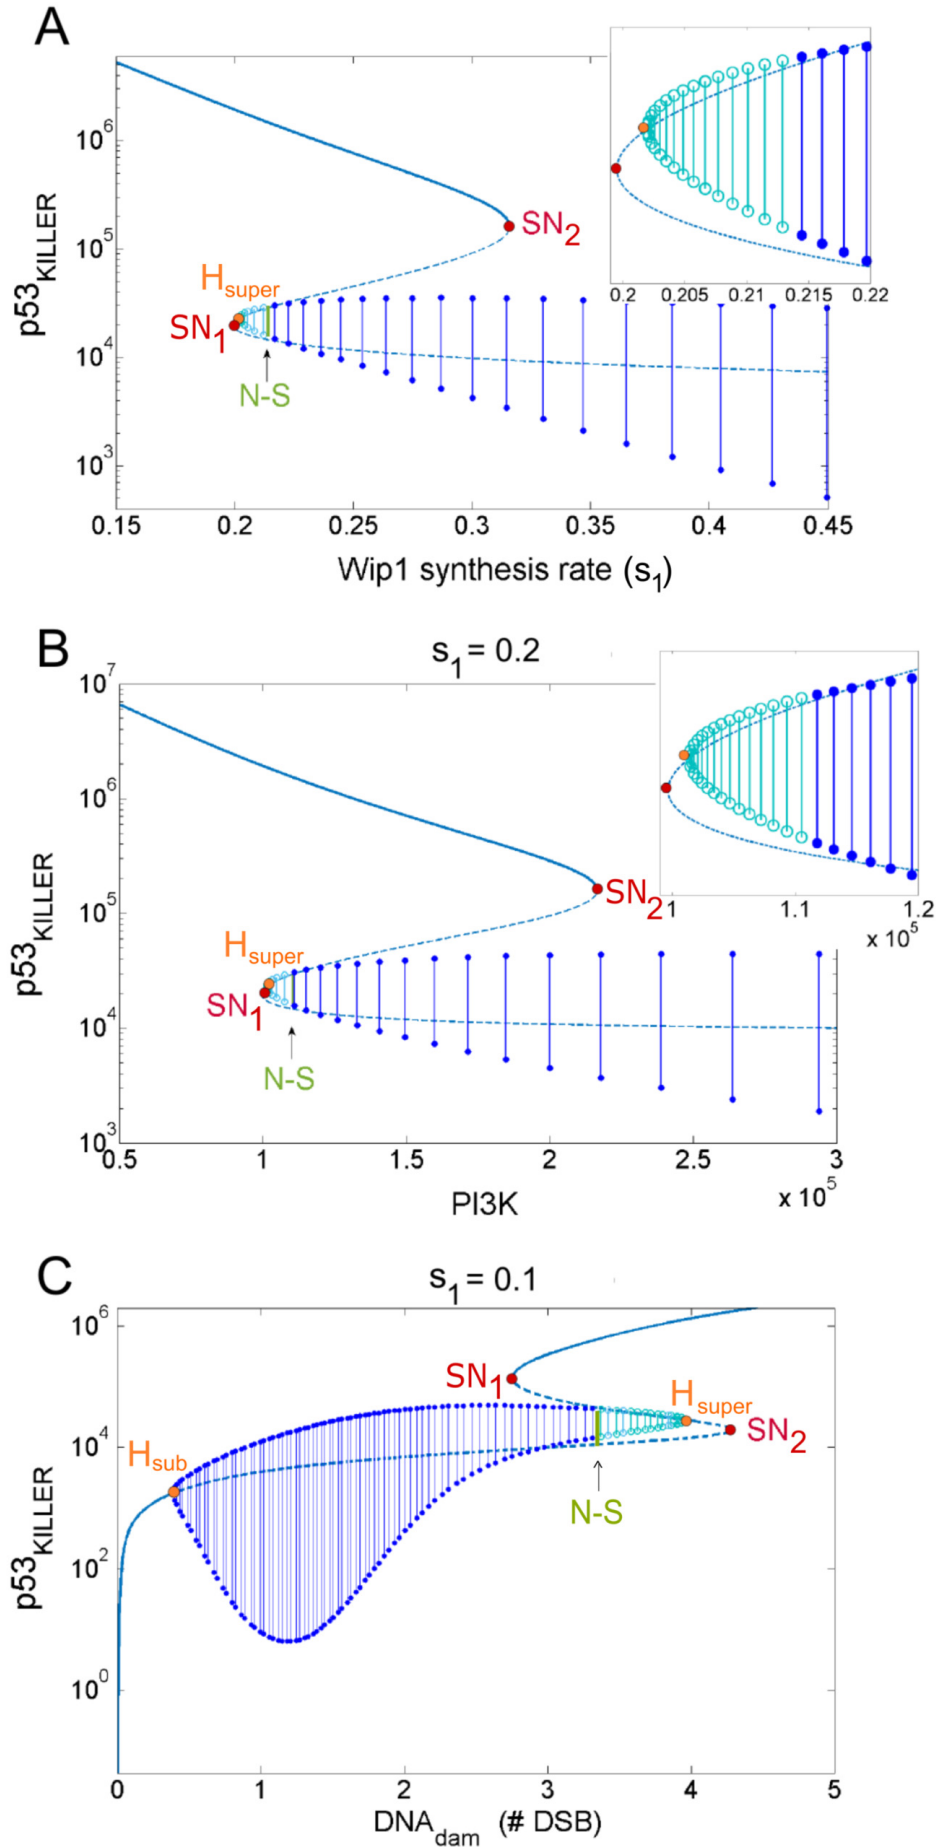 A
p53KILLER
10^6
10^5
10^4
10^3
SN2
Hsuper
SN1
N-S
0.2 0.205 0.21 0.215 0.22
0.15 0.2 0.25 0.3 0.35 0.4 0.45
Wip1 synthesis rate (s1)
B
s1 = 0.2
p53KILLER
10^7
10^6
10^5
10^4
10^3
SN2
Hsuper
SN1
N-S
1 1.1 1.2
x 10^5
0.5 1 1.5 2 2.5 3
x 10^5
PI3K
C
s1 = 0.1
p53KILLER
10^6
10^4
10^2
10^0
SN1
Hsuper
SN2
Hsub
N-S
0 1 2 3 4 5
DNAdam (# DSB)